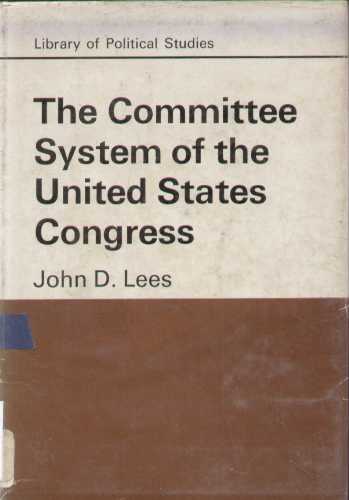 Library of Political Studies
The Committee
System of the
United States
Congress
John D. Lees